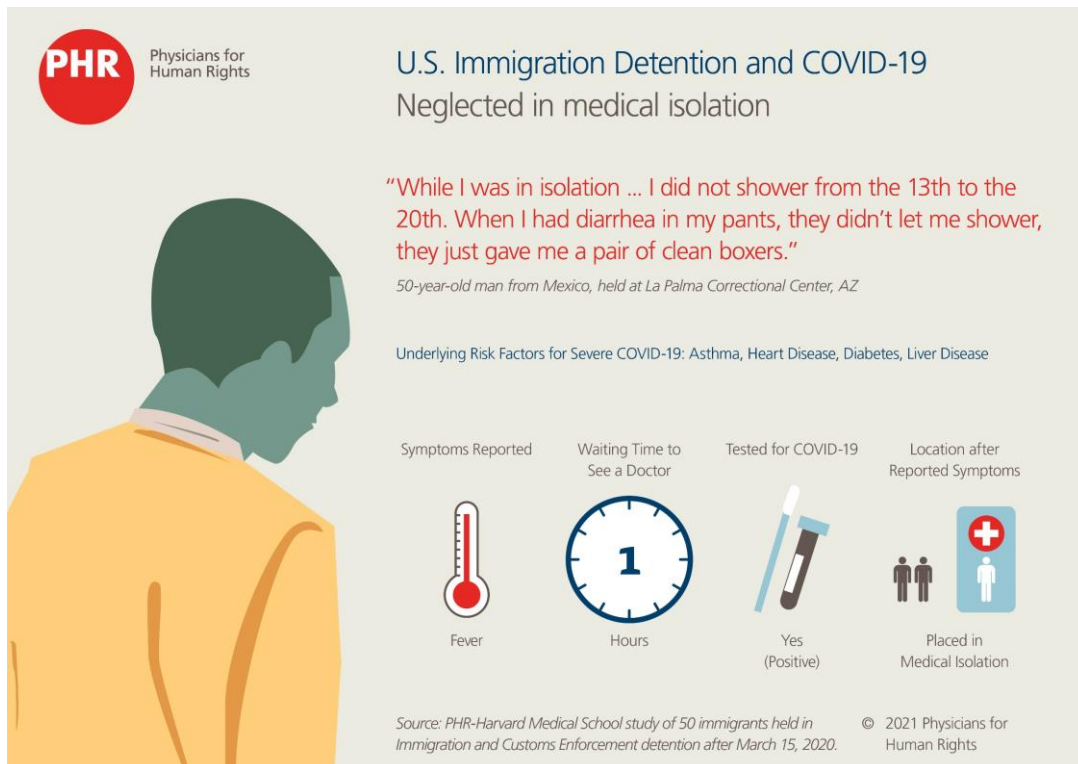 PHR
Physicians for
Human Rights
U.S. Immigration Detention and COVID-19
Neglected in medical isolation
“While I was in isolation ... I did not shower from the 13th to the
20th. When I had diarrhea in my pants, they didn’t let me shower,
they just gave me a pair of clean boxers.”
50-year-old man from Mexico, held at La Palma Correctional Center, AZ
Underlying Risk Factors for Severe COVID-19: Asthma, Heart Disease, Diabetes, Liver Disease
Symptoms Reported
Fever
Waiting Time to
See a Doctor
1
Hours
Tested for COVID-19
Yes
(Positive)
Location after
Reported Symptoms
Placed in
Medical Isolation
Source: PHR-Harvard Medical School study of 50 immigrants held in
Immigration and Customs Enforcement detention after March 15, 2020.
© 2021 Physicians for
Human Rights